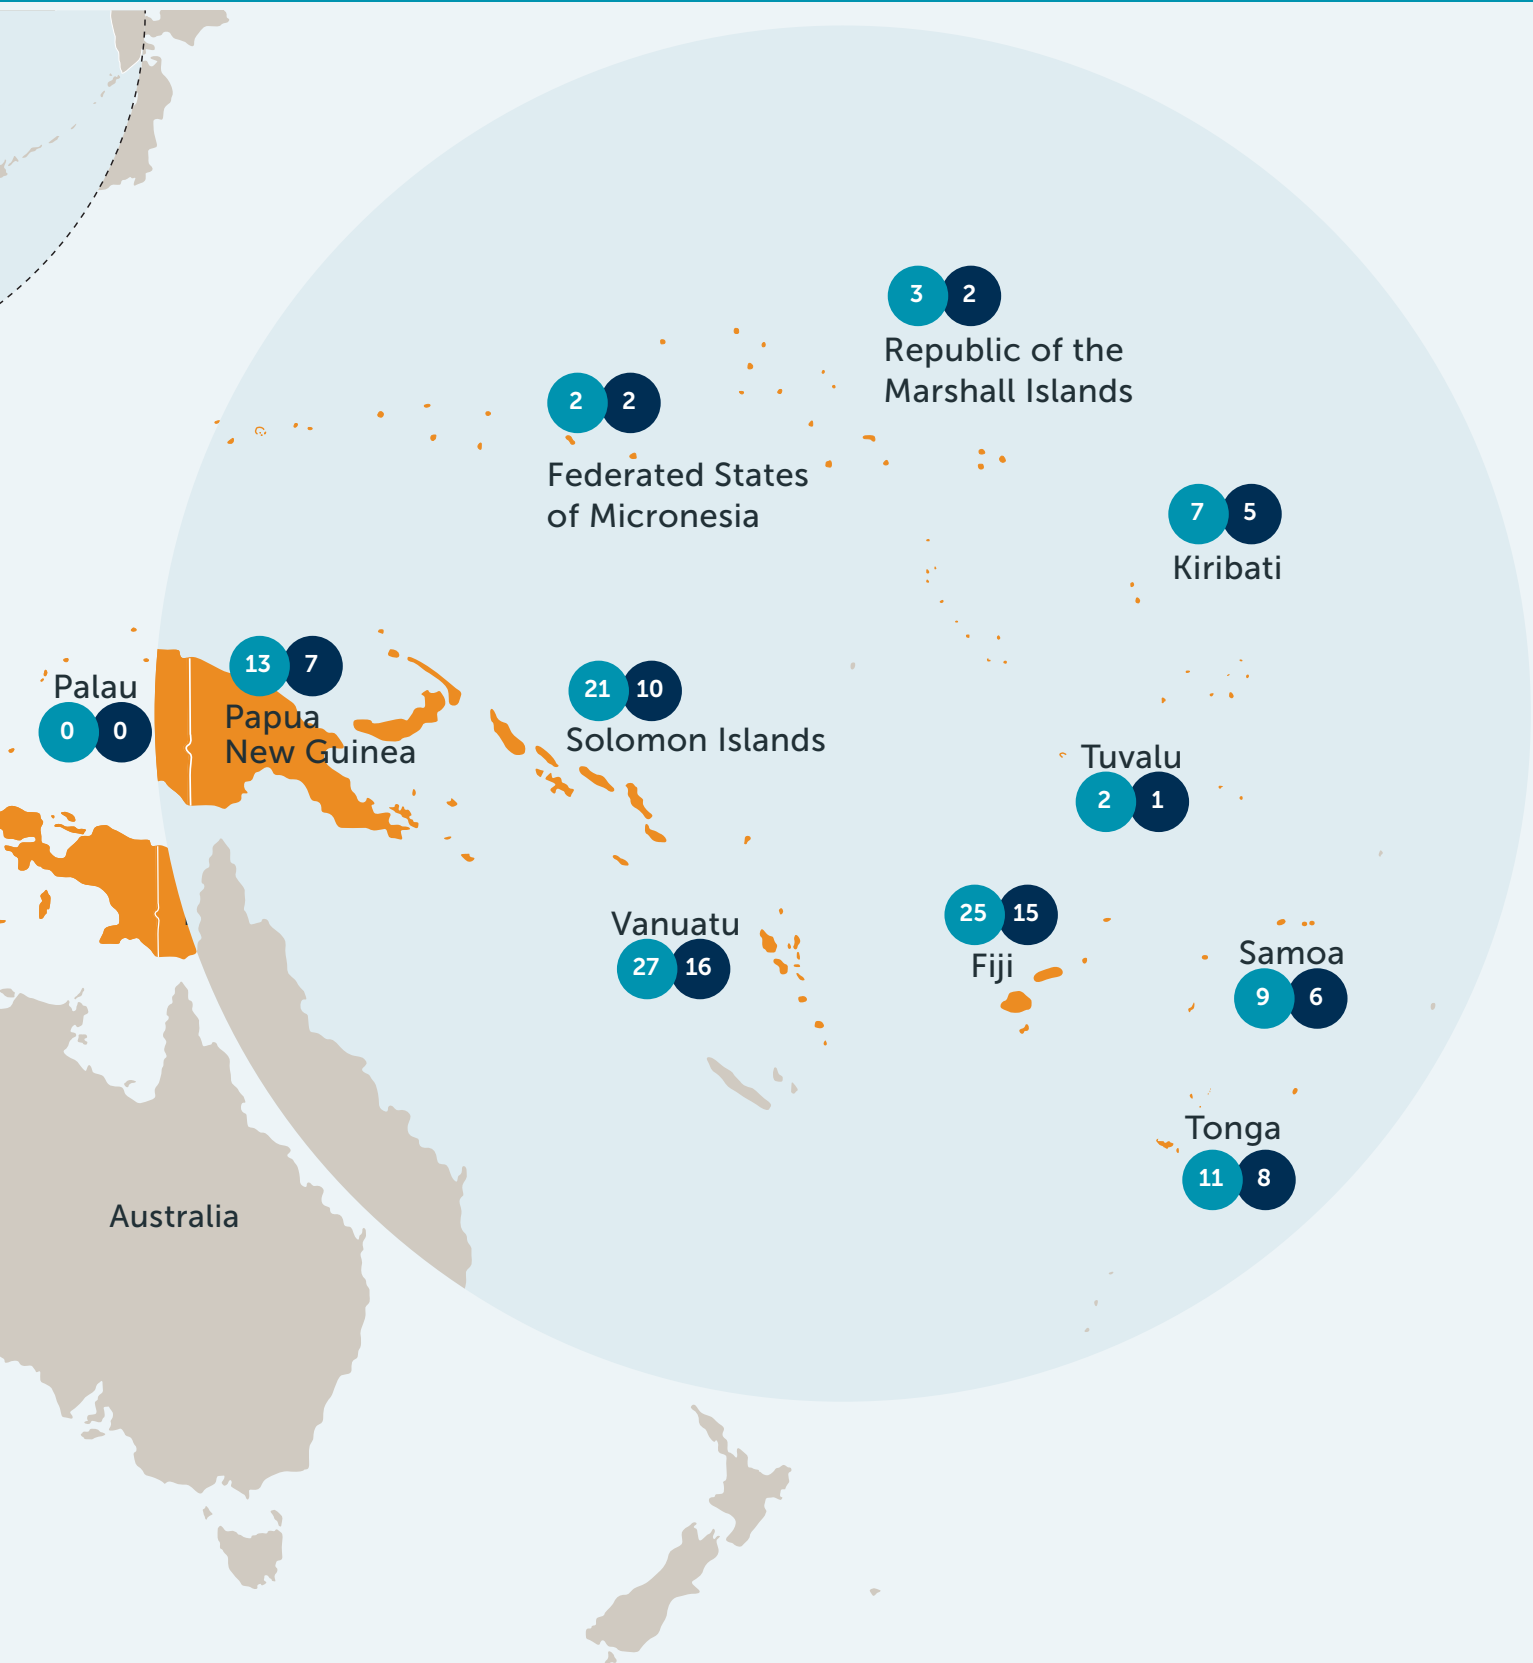 3 2
Republic of the
Marshall Islands
2 2
Federated States
of Micronesia
7 5
Kiribati
13 7
Papua
New Guinea
Palau
0 0
21 10
Solomon Islands
Tuvalu
2 1
25 15
Fiji
Vanuatu
27 16
Samoa
9 6
Tonga
11 8
Australia